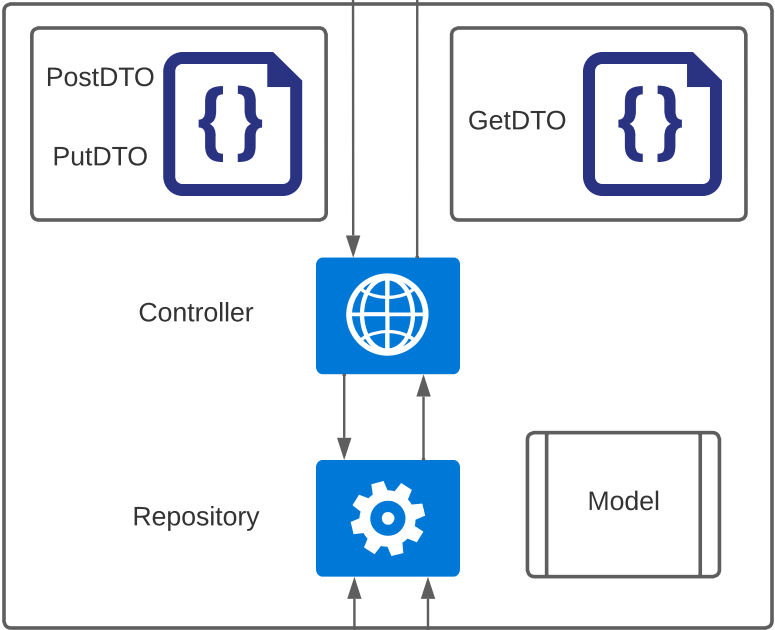 PostDTO
PutDTO
GetDTO
Controller
Repository
Model